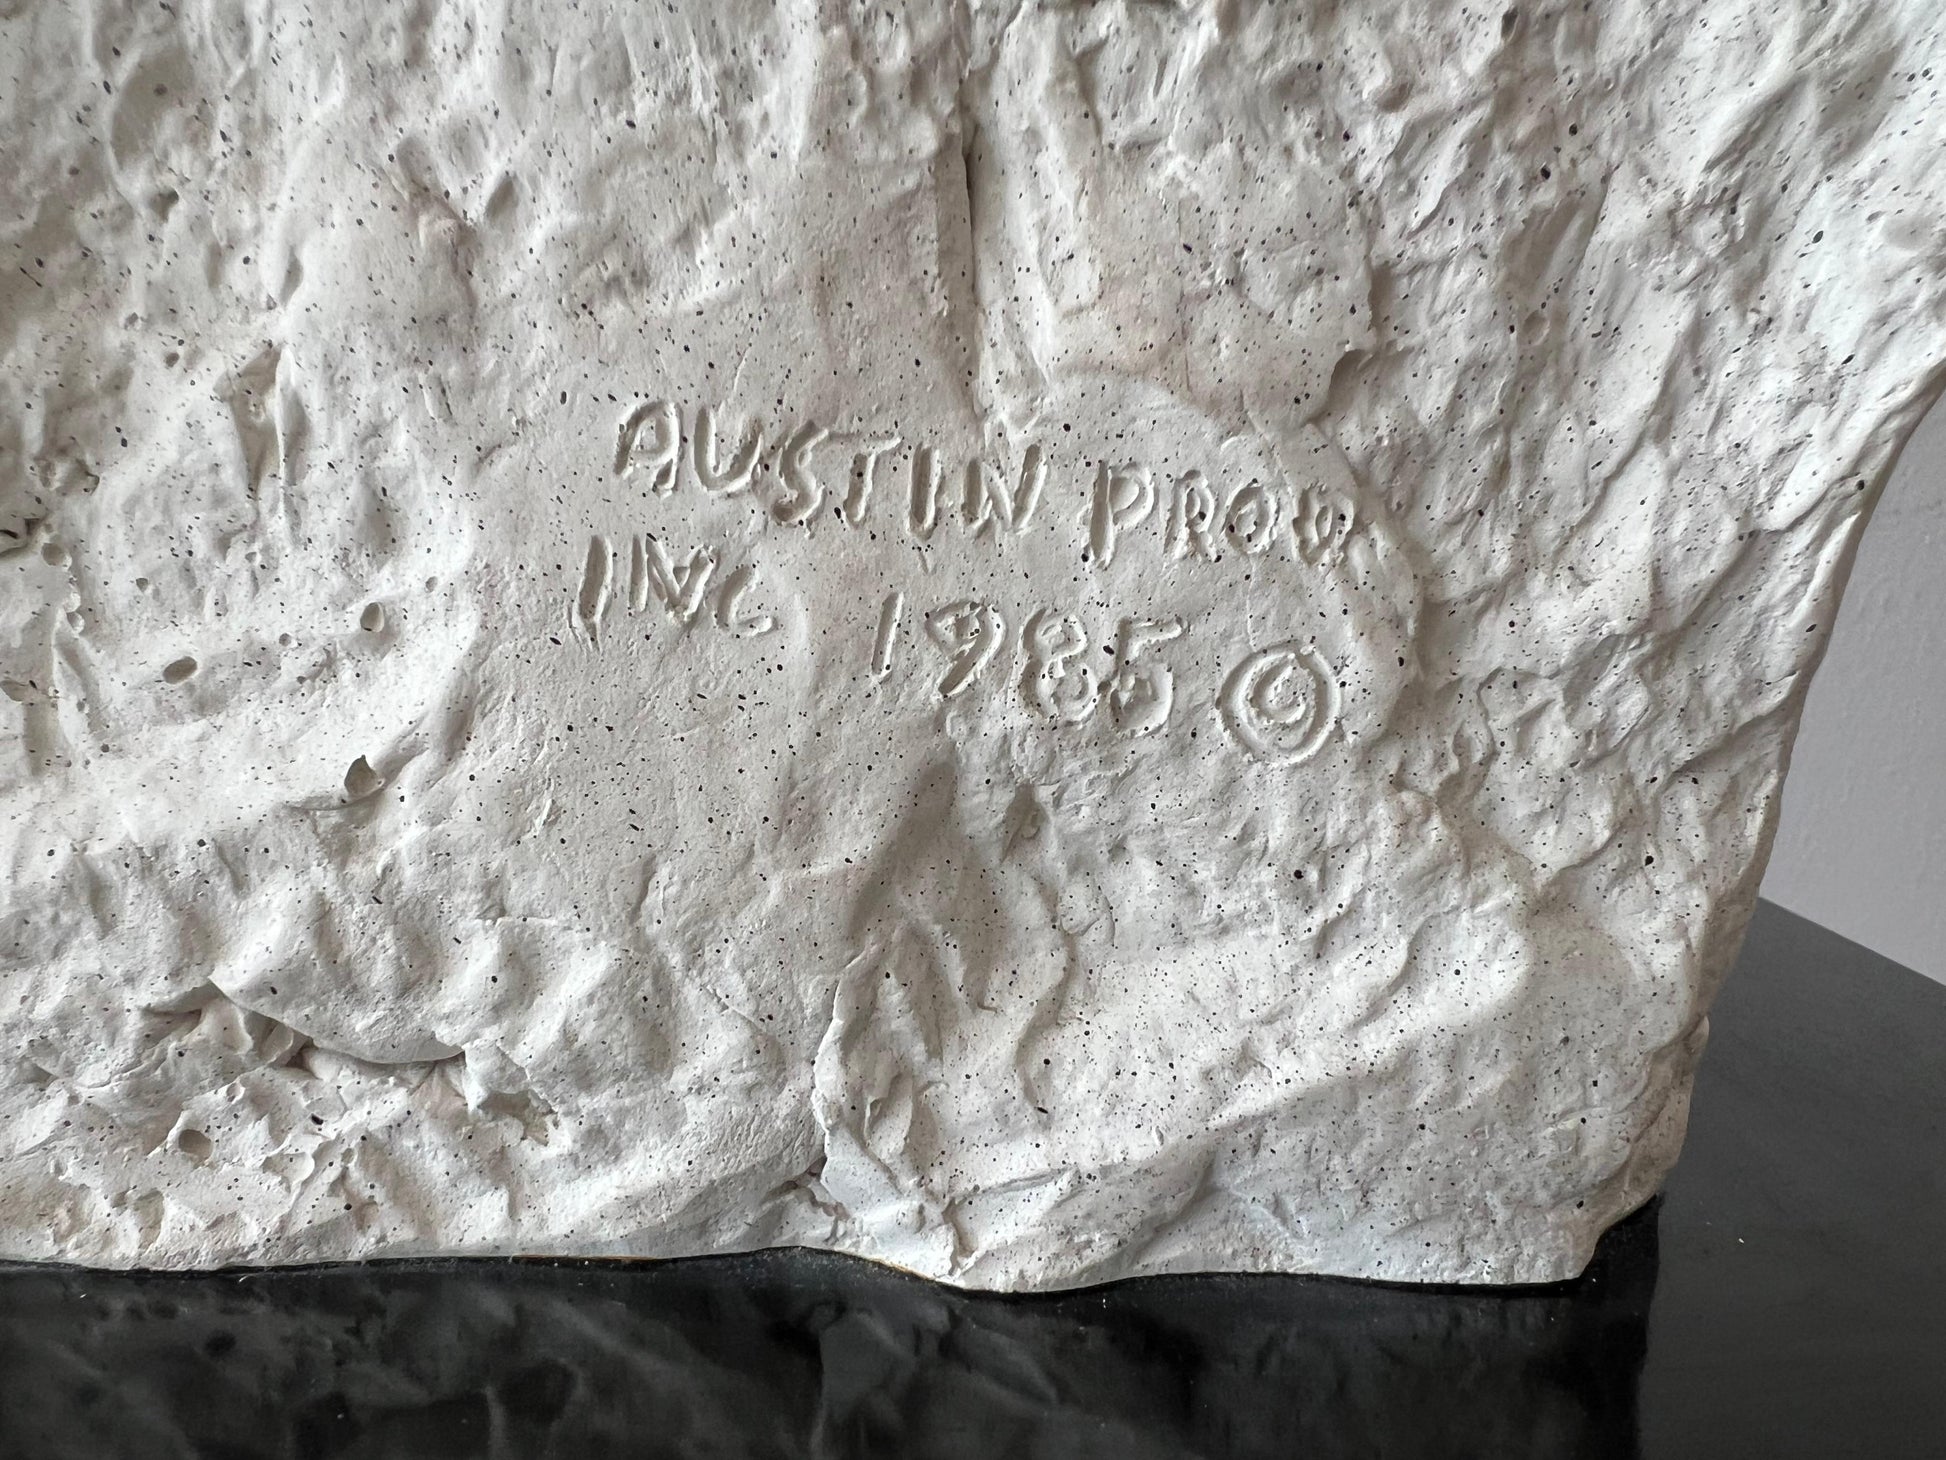 AUSTIN PROD
INC 1985 ©